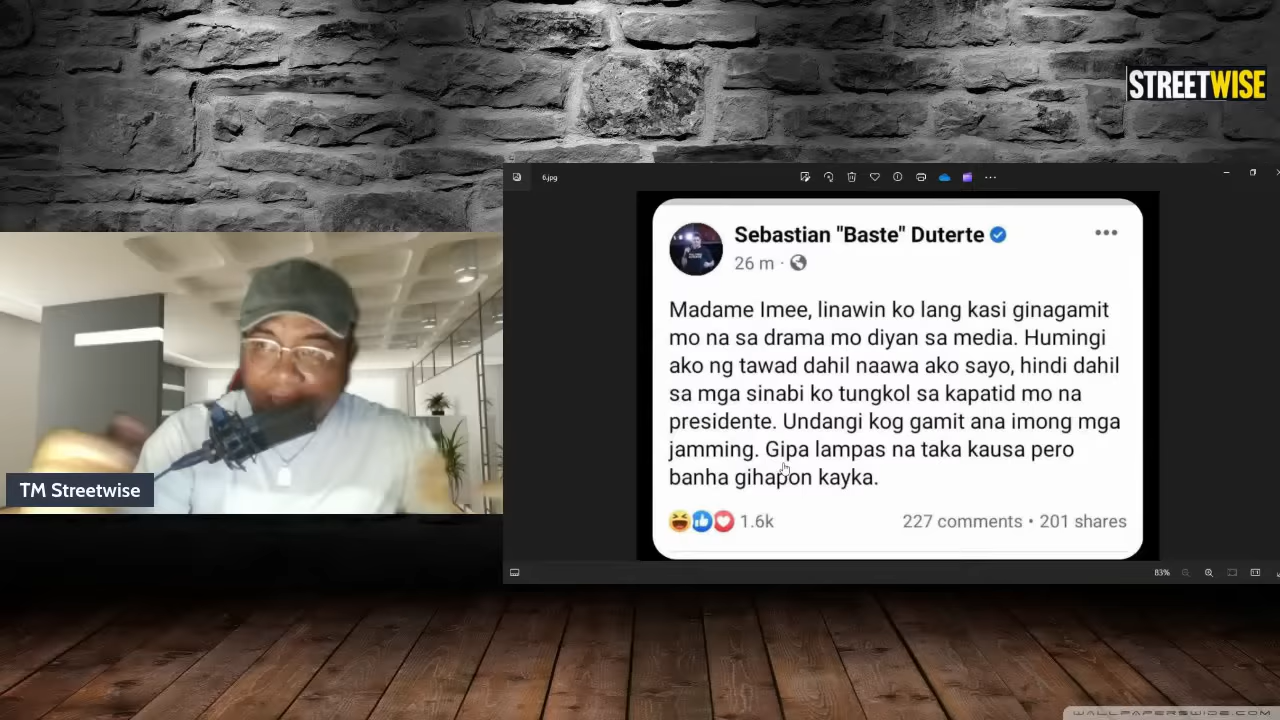 STREETWISE
6.jpg
Sebastian "Baste" Duterte
26 m ·
Madame Imee, linawin ko lang kasi ginagamit
mo na sa drama mo diyan sa media. Humingi
ako ng tawad dahil naawa ako sayo, hindi dahil
sa mga sinabi ko tungkol sa kapatid mo na
presidente. Undangi kog gamit ana imong mga
jamming. Gipa lampas na taka kausa pero
banha gihapon kayka.
1.6k
227 comments • 201 shares
TM Streetwise
83%
WALLPAPERSWIDE.COM